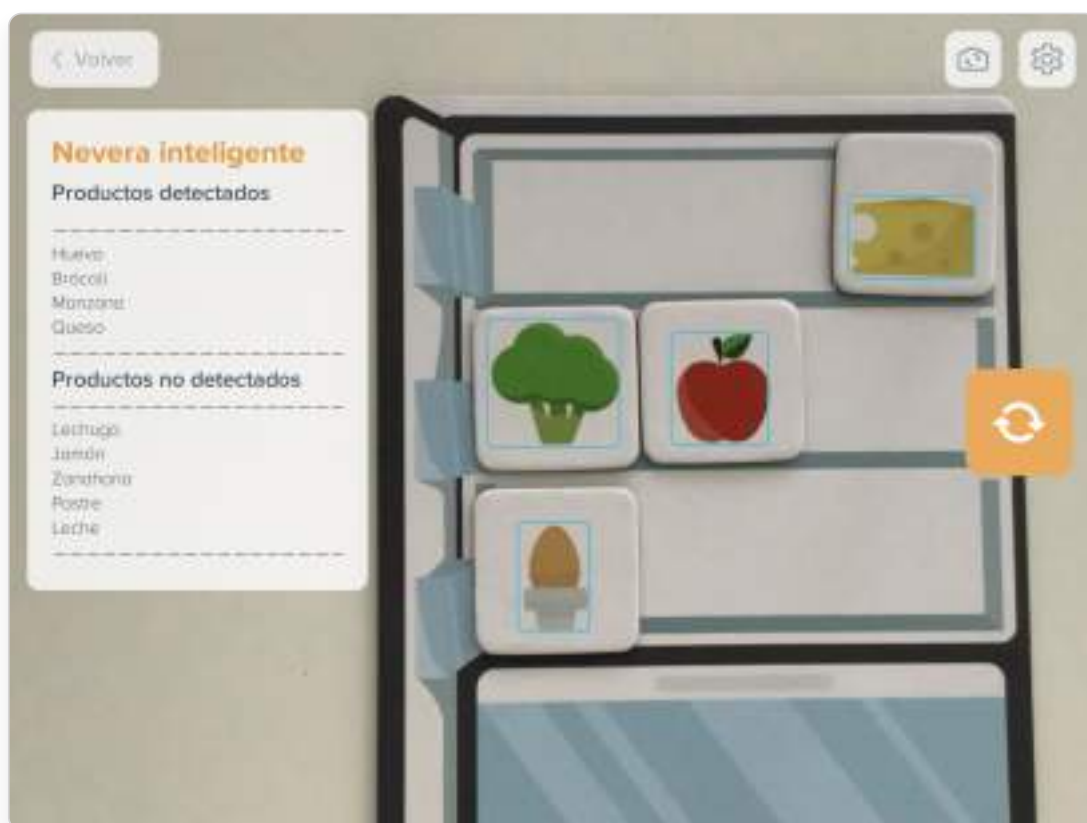 Volver
Nevera inteligente
Productos detectados
Huevo
Brócoli
Manzana
Queso
Productos no detectados
Lechuga
Jamón
Zanahoria
Postre
Leche